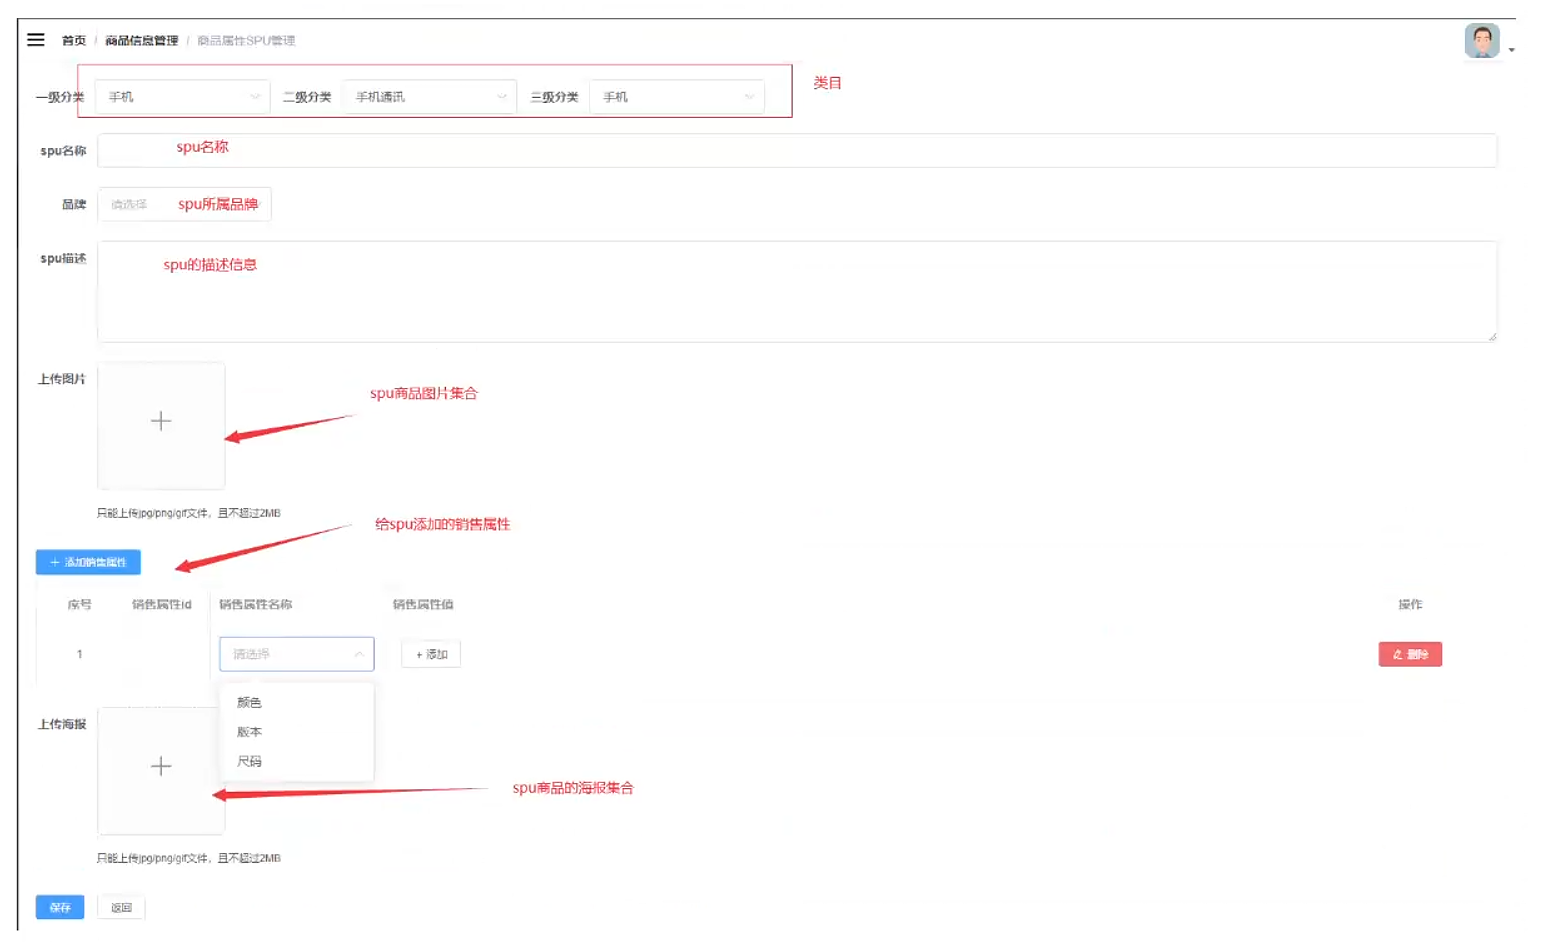 首页 / 商品信息管理 / 商品属性SPU管理
类目
一级分类 手机 二级分类 手机通讯 三级分类 手机
spu名称 spu名称
品牌 请选择 spu所属品牌
spu描述 spu的描述信息
上传图片
spu商品图片集合
只能上传jpg/png/gif文件，且不超过2MB
给spu添加的销售属性
+ 添加销售属性
序号 销售属性id 销售属性名称 销售属性值 操作
1 请选择 + 添加 删除
颜色
上传海报
版本
尺码
spu商品的海报集合
只能上传jpg/png/gif文件，且不超过2MB
保存 返回